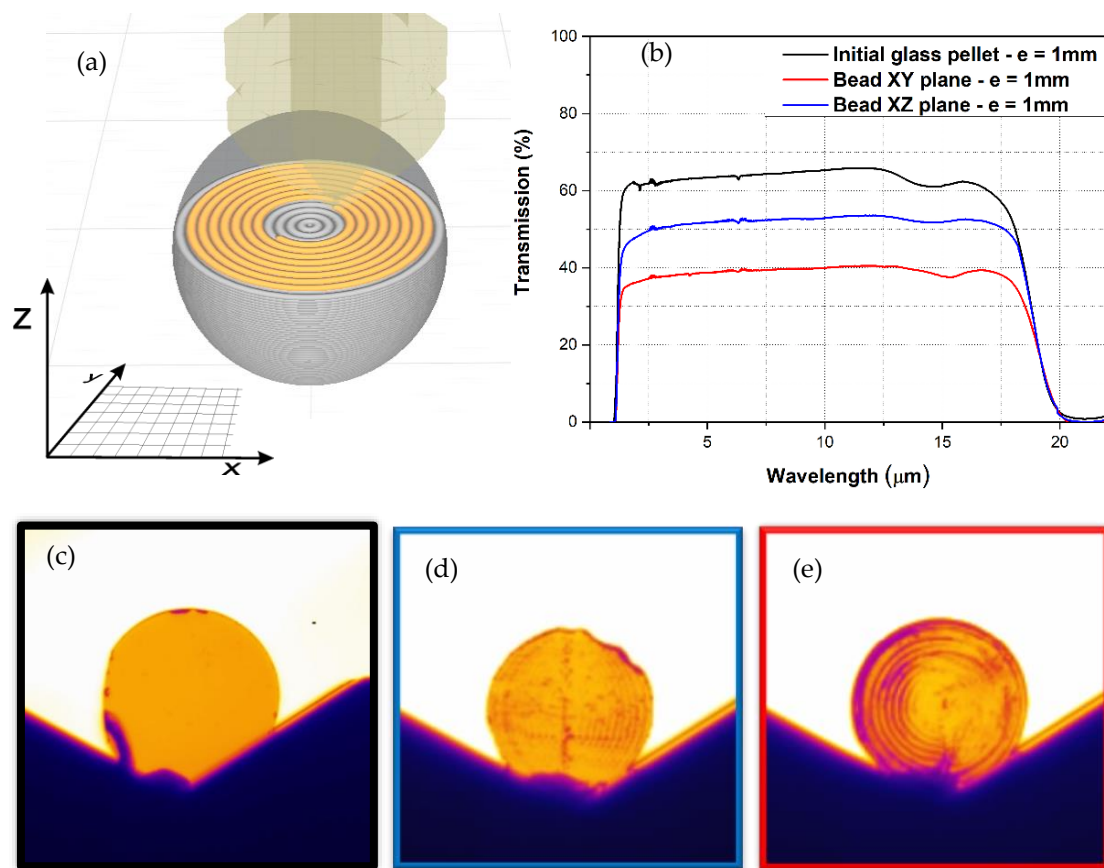 (a)
Z
y
x
(b)
Initial glass pellet - e = 1mm
Bead XY plane - e = 1mm
Bead XZ plane - e = 1mm
Transmission (%)
100
80
60
40
20
0
5
10
15
20
Wavelength (μm)
(c)
(d)
(e)